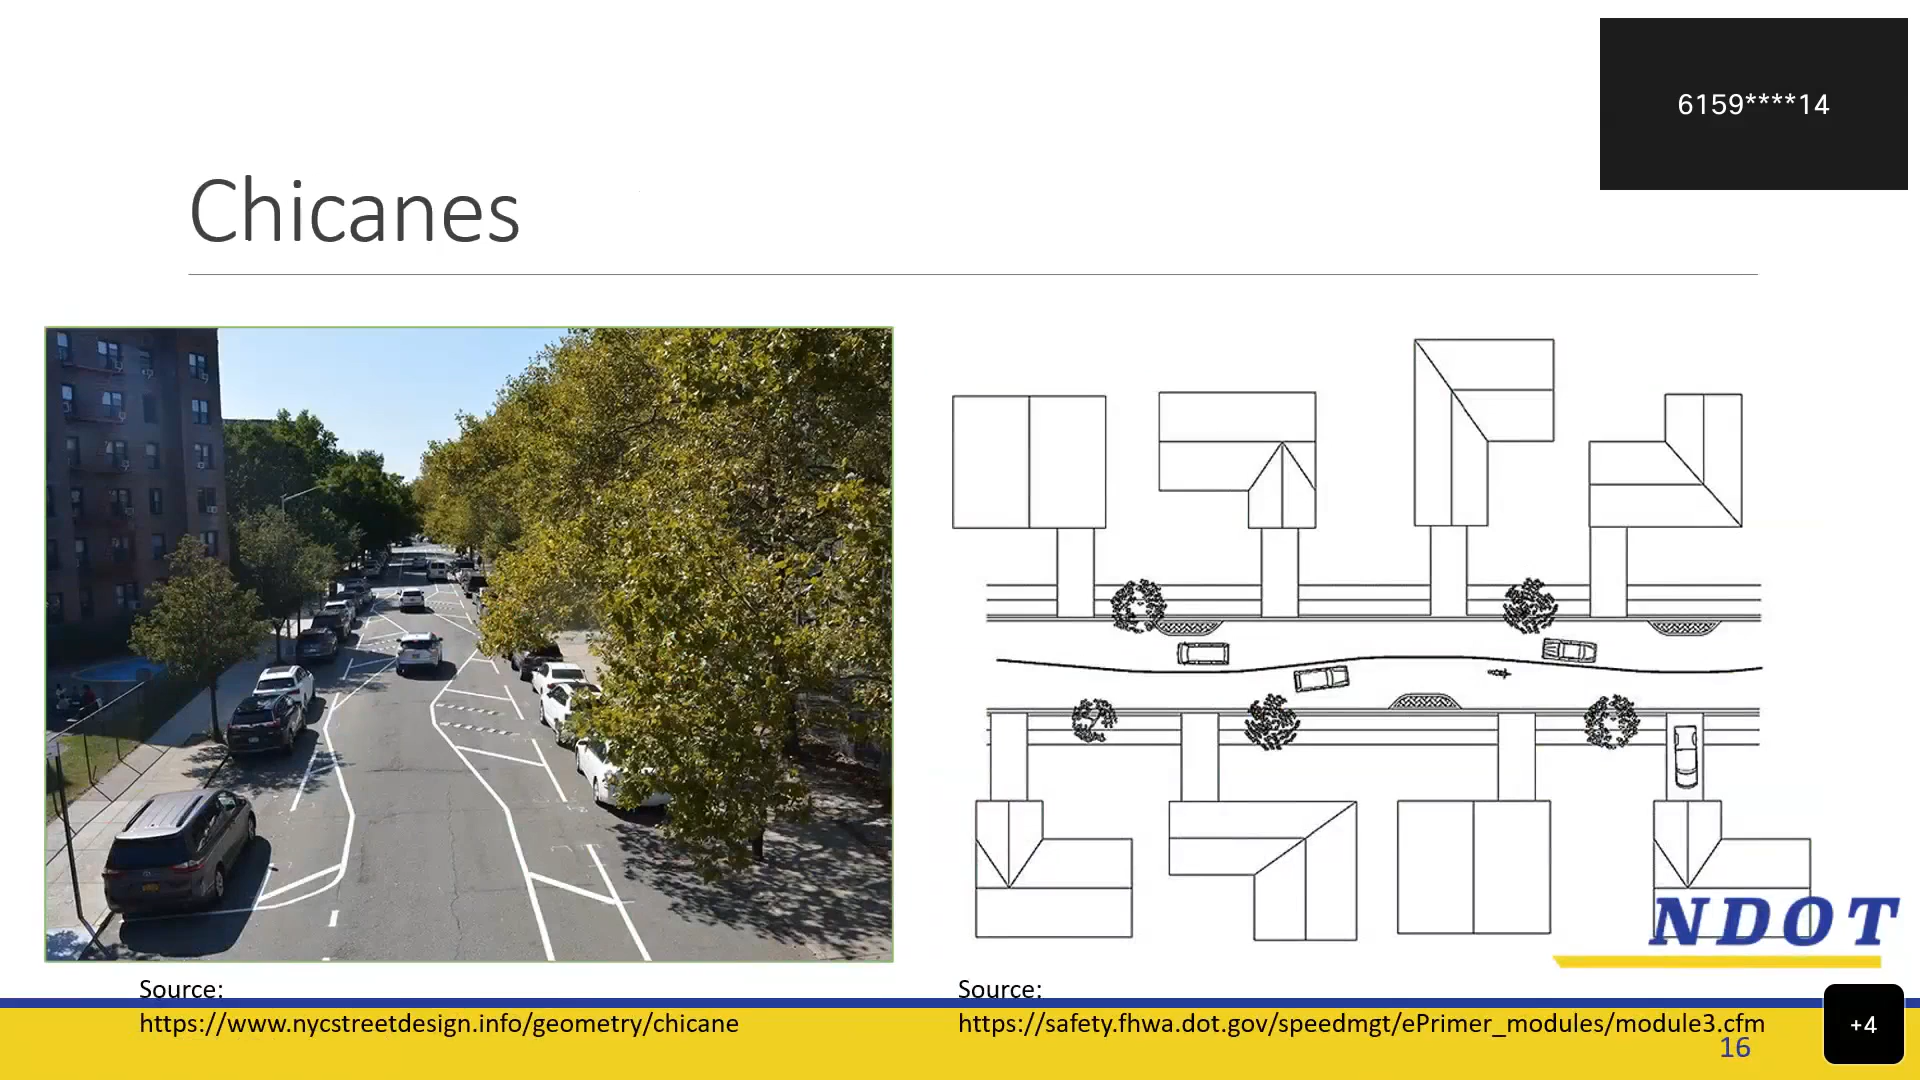 6159****14
Chicanes
NDOT
Source:
https://www.nycstreetdesign.info/geometry/chicane
Source:
https://safety.fhwa.dot.gov/speedmgt/ePrimer_modules/module3.cfm
16
+4